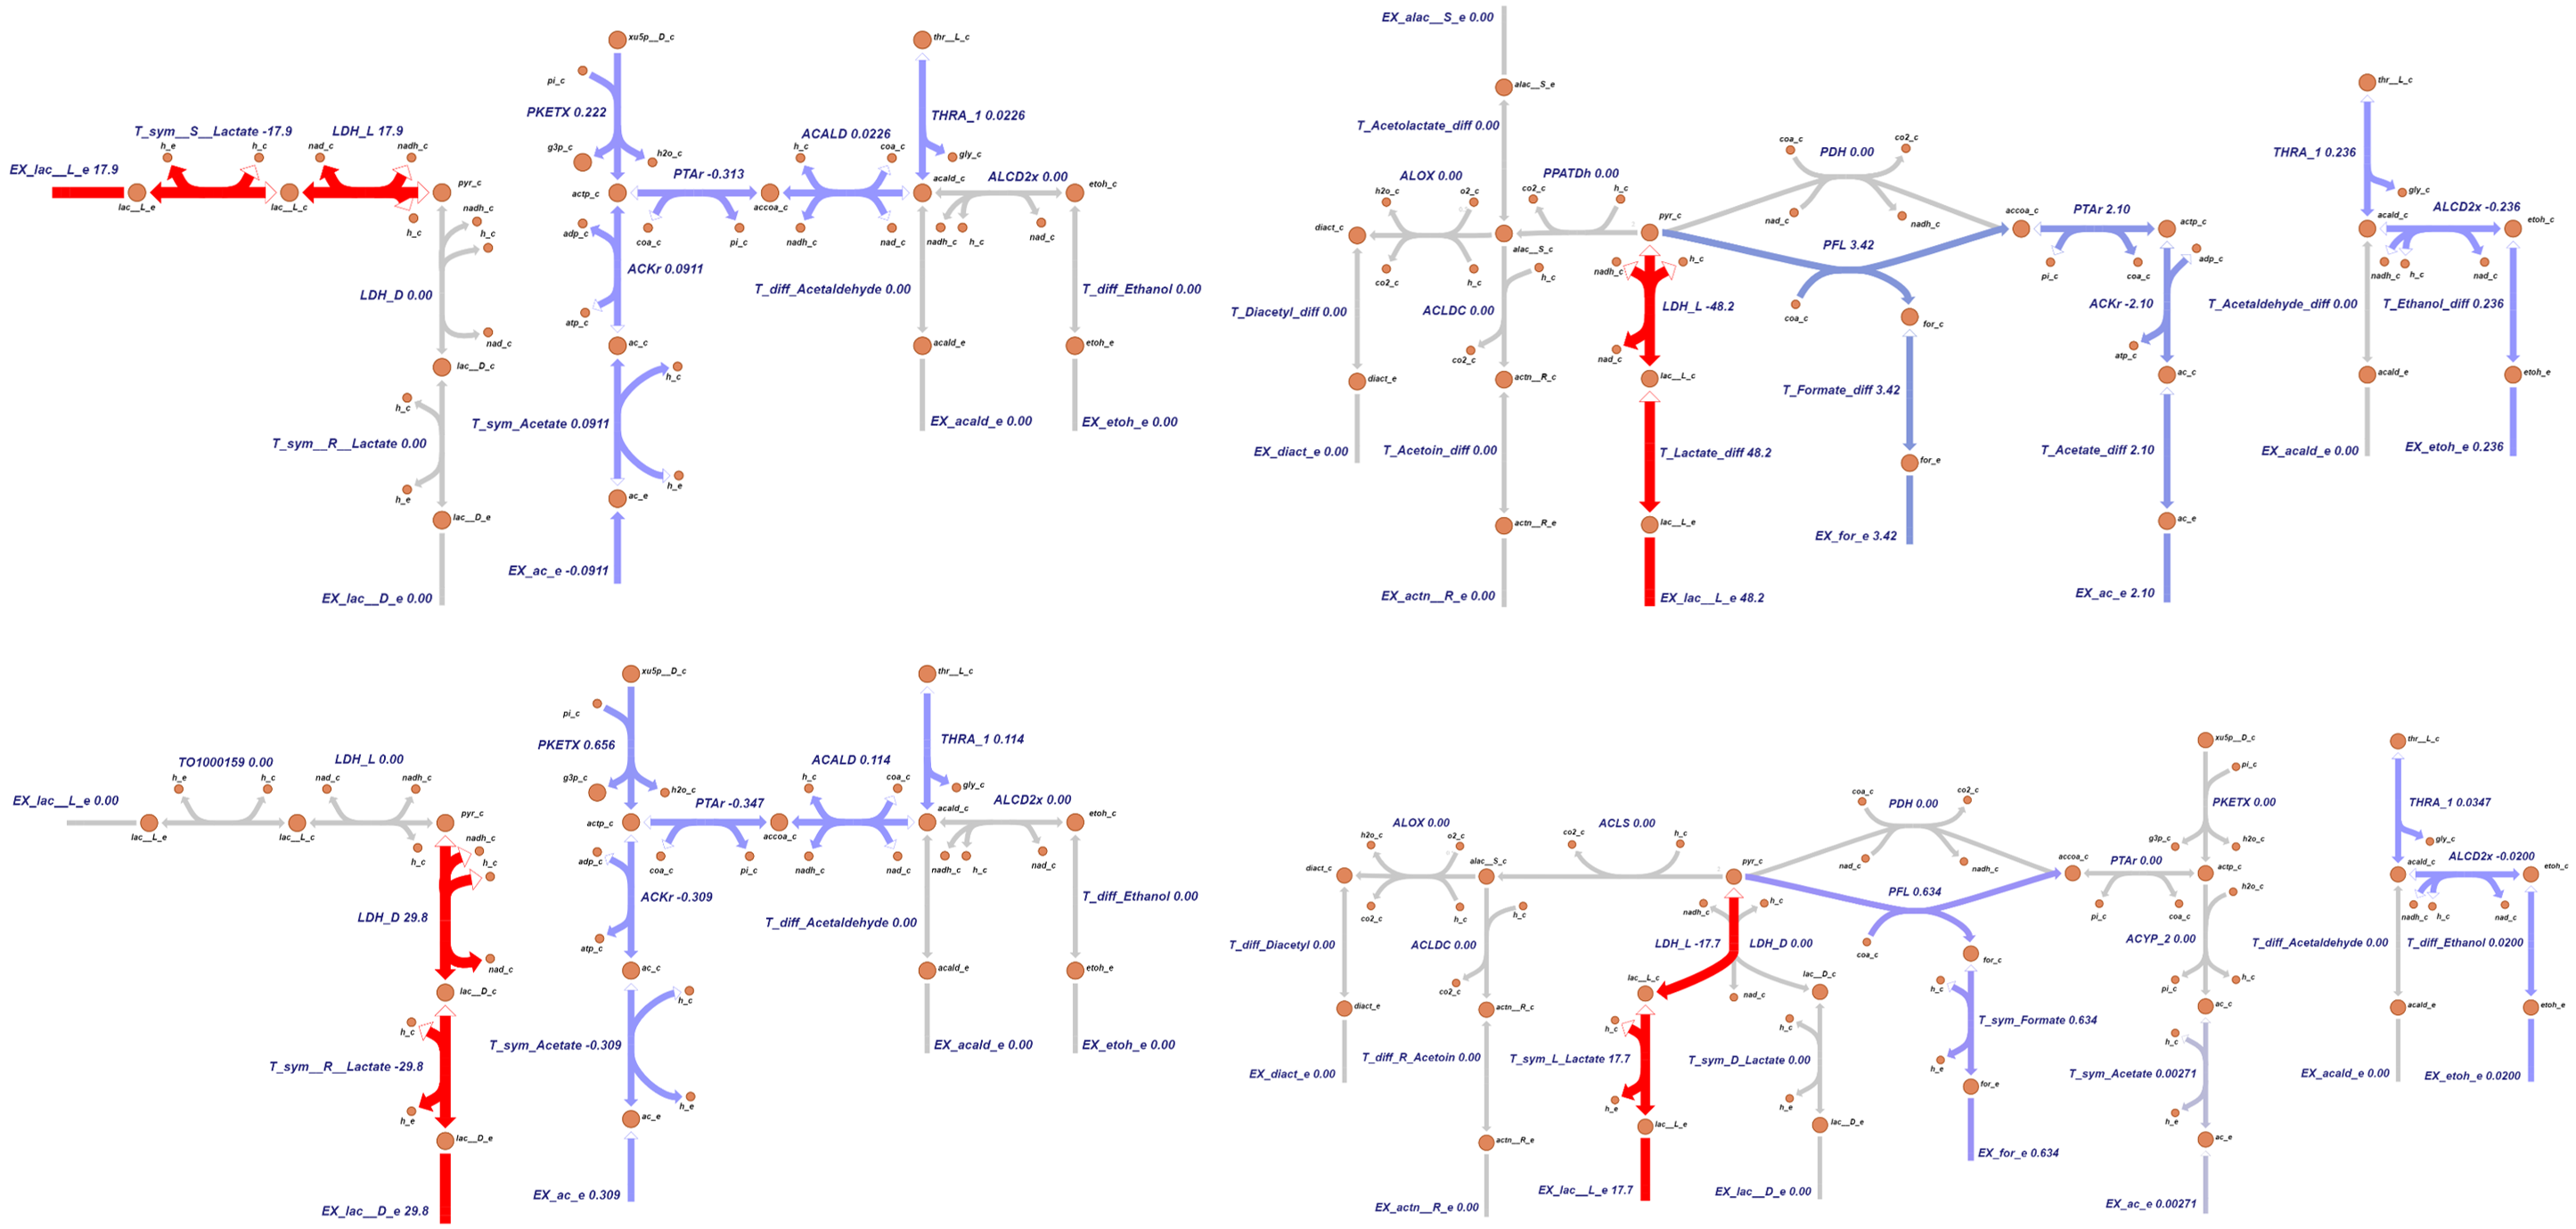 xu5p__D_c
pi_c
PKETX 0.222
g3p_c
h2o_c
thr__L_c
THRA_1 0.0226
gly_c
T_sym__S__Lactate -17.9
h_e
h_c
LDH_L 17.9
nad_c
nadh_c
EX_lac__L_e 17.9
lac__L_e
lac__L_c
pyr_c
h_c
nadh_c
h_c
LDH_D 0.00
nad_c
lac__D_c
h_c
T_sym__R__Lactate 0.00
h_e
lac__D_e
EX_lac__D_e 0.00
actp_c
PTAr -0.313
coa_c
pi_c
accoa_c
ACALD 0.0226
h_c
coa_c
nadh_c
nad_c
acald_c
ALCD2x 0.00
nadh_c
h_c
nad_c
etoh_c
adp_c
ACKr 0.0911
atp_c
ac_c
h_c
T_sym_Acetate 0.0911
h_e
ac_e
EX_ac_e -0.0911
T_diff_Acetaldehyde 0.00
acald_e
EX_acald_e 0.00
T_diff_Ethanol 0.00
etoh_e
EX_etoh_e 0.00
EX_alac__S_e 0.00
alac__S_e
T_Acetolactate_diff 0.00
ALOX 0.00
h2o_c
o2_c
diact_c
co2_c
h_c
alac__S_c
PPATDh 0.00
co2_c
h_c
pyr_c
T_Diacetyl_diff 0.00
diact_e
EX_diact_e 0.00
ACLDC 0.00
h_c
co2_c
actn__R_c
T_Acetoin_diff 0.00
actn__R_e
EX_actn__R_e 0.00
nadh_c
h_c
LDH_L -48.2
nad_c
lac__L_c
T_Lactate_diff 48.2
lac__L_e
EX_lac__L_e 48.2
PDH 0.00
coa_c
co2_c
nad_c
nadh_c
PFL 3.42
coa_c
for_c
T_Formate_diff 3.42
for_e
EX_for_e 3.42
accoa_c
PTAr 2.10
pi_c
coa_c
actp_c
adp_c
ACKr -2.10
atp_c
ac_c
T_Acetate_diff 2.10
ac_e
EX_ac_e 2.10
thr__L_c
THRA_1 0.236
gly_c
acald_c
ALCD2x -0.236
nadh_c
h_c
nad_c
etoh_c
T_Acetaldehyde_diff 0.00
T_Ethanol_diff 0.236
acald_e
etoh_e
EX_acald_e 0.00
EX_etoh_e 0.236
xu5p__D_c
pi_c
PKETX 0.656
g3p_c
h2o_c
thr__L_c
THRA_1 0.114
gly_c
TO1000159 0.00
h_e
h_c
LDH_L 0.00
nad_c
nadh_c
EX_lac__L_e 0.00
lac__L_e
lac__L_c
pyr_c
h_c
nadh_c
h_c
LDH_D 29.8
nad_c
lac__D_c
h_c
T_sym__R__Lactate -29.8
h_e
lac__D_e
EX_lac__D_e 29.8
actp_c
PTAr -0.347
coa_c
pi_c
accoa_c
ACALD 0.114
h_c
coa_c
nadh_c
nad_c
acald_c
ALCD2x 0.00
nadh_c
h_c
nad_c
etoh_c
adp_c
ACKr -0.309
atp_c
ac_c
h_c
T_sym_Acetate -0.309
h_e
ac_e
EX_ac_e 0.309
T_diff_Acetaldehyde 0.00
acald_e
EX_acald_e 0.00
T_diff_Ethanol 0.00
etoh_e
EX_etoh_e 0.00
ALOX 0.00
h2o_c
o2_c
diact_c
co2_c
h_c
alac__S_c
ACLS 0.00
co2_c
h_c
pyr_c
T_diff_Diacetyl 0.00
diact_e
EX_diact_e 0.00
ACLDC 0.00
h_c
co2_c
actn__R_c
T_diff_R_Acetoin 0.00
actn__R_e
EX_actn__R_e 0.00
nadh_c
h_c
LDH_L -17.7
LDH_D 0.00
nad_c
lac__L_c
lac__D_c
h_c
T_sym_L_Lactate 17.7
h_e
lac__L_e
EX_lac__L_e 17.7
h_c
T_sym_D_Lactate 0.00
h_e
lac__D_e
EX_lac__D_e 0.00
PDH 0.00
coa_c
co2_c
nad_c
nadh_c
PFL 0.634
coa_c
for_c
h_c
T_sym_Formate 0.634
h_e
for_e
EX_for_e 0.634
accoa_c
PTAr 0.00
pi_c
coa_c
xu5p__D_c
pi_c
PKETX 0.00
g3p_c
h2o_c
actp_c
h2o_c
ACYP_2 0.00
pi_c
h_c
ac_c
h_c
T_sym_Acetate 0.00271
h_e
ac_e
EX_ac_e 0.00271
thr__L_c
THRA_1 0.0347
gly_c
acald_c
ALCD2x -0.0200
nadh_c
h_c
nad_c
etoh_c
T_diff_Acetaldehyde 0.00
T_diff_Ethanol 0.0200
acald_e
etoh_e
EX_acald_e 0.00
EX_etoh_e 0.0200